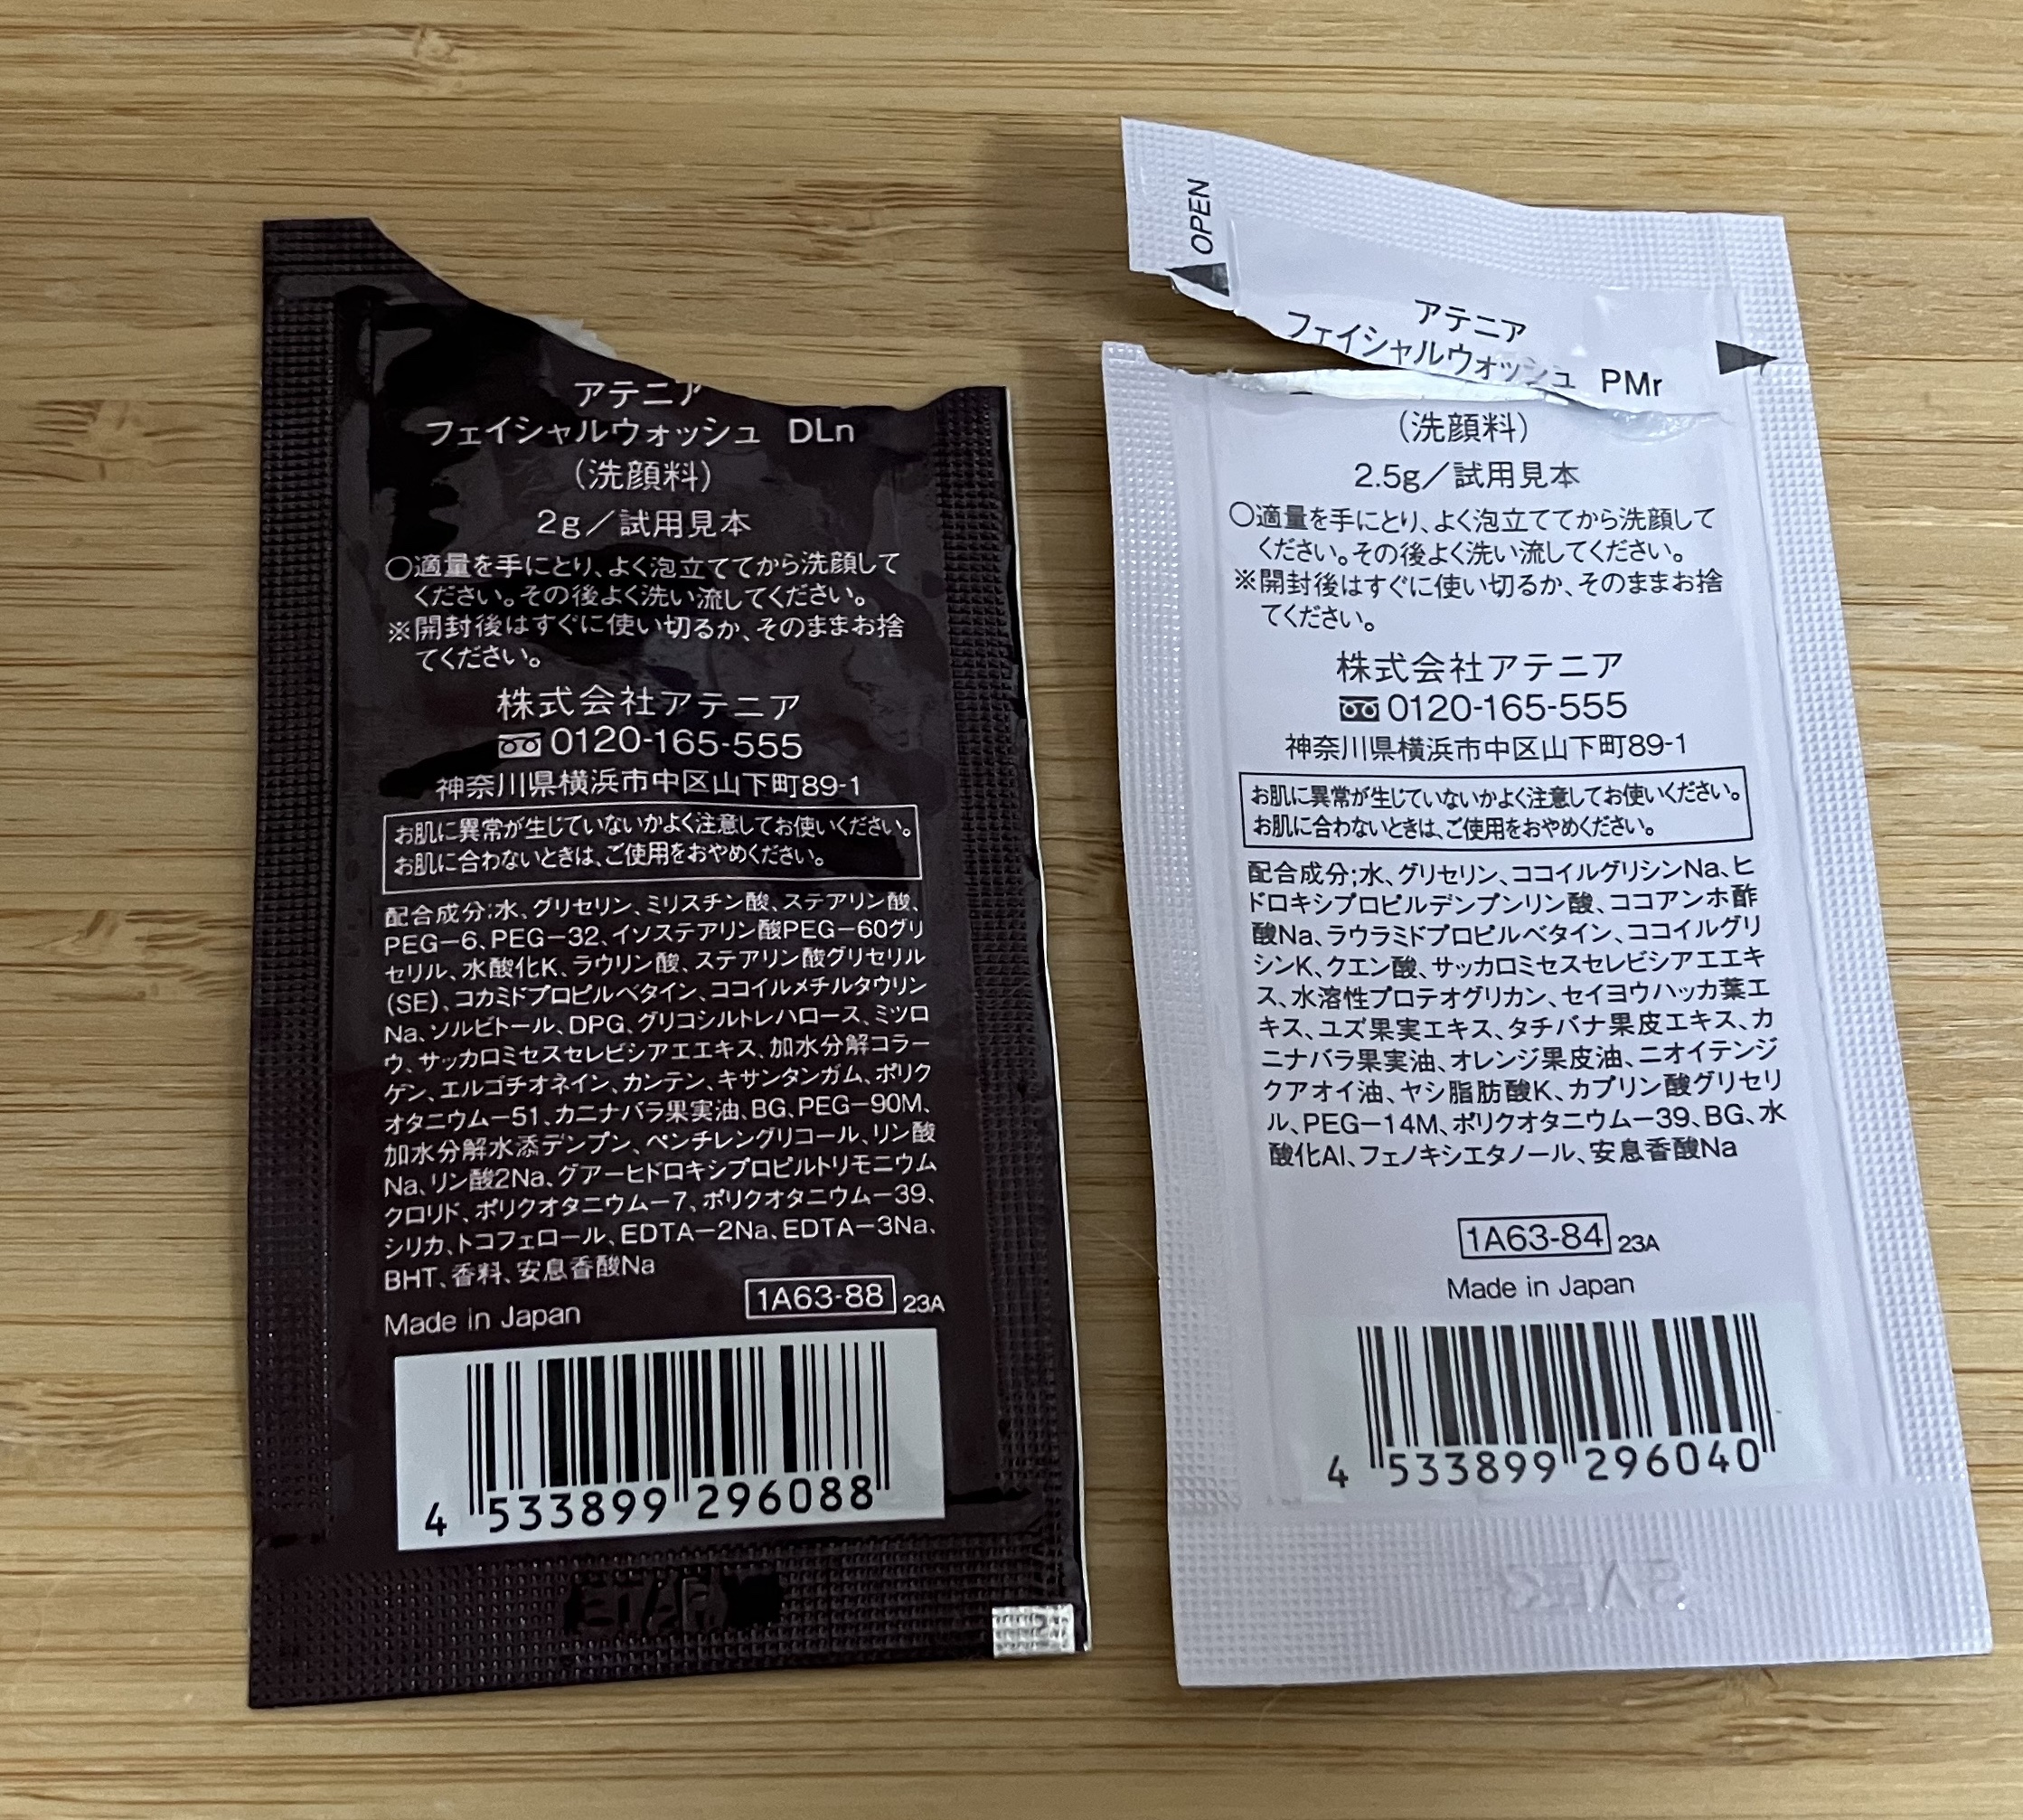 アテニア
フェイシャルウォッシュ DLn
(洗顔料)
2g/試用見本
○適量を手にとり、よく泡立ててから洗顔して
ください。その後よく洗い流してください。
※開封後はすぐに使い切るか、そのままお捨
てください。
株式会社アテニア
0120-165-555
神奈川県横浜市中区山下町89-1
お肌に異常が生じていないかよく注意してお使いください。
お肌に合わないときは、ご使用をおやめください。
配合成分;水、グリセリン、ミリスチン酸、ステアリン酸、
PEG-6、PEG-32、イソステアリン酸PEG-60グリ
セリル、水酸化K、ラウリン酸、ステアリン酸グリセリル
(SE)、コカミドプロピルベタイン、ココイルメチルタウリン
Na、ソルビトール、DPG、グリコシルトレハロース、ミツロ
ウ、サッカロミセスセレビシアエエキス、加水分解コラー
ゲン、エルゴチオネイン、カンテン、キサンタンガム、ポリク
オタニウム-51、カニナバラ果実油、BG、PEG-90M、
加水分解水添デンプン、ペンチレングリコール、リン酸
Na、リン酸2Na、グアーヒドロキシプロピルトリモニウム
クロリド、ポリクオタニウム-7、ポリクオタニウム-39、
シリカ、トコフェロール、EDTA-2Na、EDTA-3Na、
BHT、香料、安息香酸Na
1A63-88 23A
Made in Japan
4 533899 296088
OPEN
アテニア
フェイシャルウォッシュ PMr
(洗顔料)
2.5g/試用見本
○適量を手にとり、よく泡立ててから洗顔して
ください。その後よく洗い流してください。
※開封後はすぐに使い切るか、そのままお捨
てください。
株式会社アテニア
0120-165-555
神奈川県横浜市中区山下町89-1
お肌に異常が生じていないかよく注意してお使いください。
お肌に合わないときは、ご使用をおやめください。
配合成分;水、グリセリン、ココイルグリシンNa、ヒ
ドロキシプロピルデンプンリン酸、ココアンホ酢
酸Na、ラウラミドプロピルベタイン、ココイルグリ
シンK、クエン酸、サッカロミセスセレビシアエエキ
ス、水溶性プロテオグリカン、セイヨウハッカ葉エ
キス、ユズ果実エキス、タチバナ果皮エキス、カ
ニナバラ果実油、オレンジ果皮油、ニオイテンジ
クアオイ油、ヤシ脂肪酸K、カプリン酸グリセリ
ル、PEG-14M、ポリクオタニウム-39、BG、水
酸化Al、フェノキシエタノール、安息香酸Na
1A63-84 23A
Made in Japan
4 533899 296040